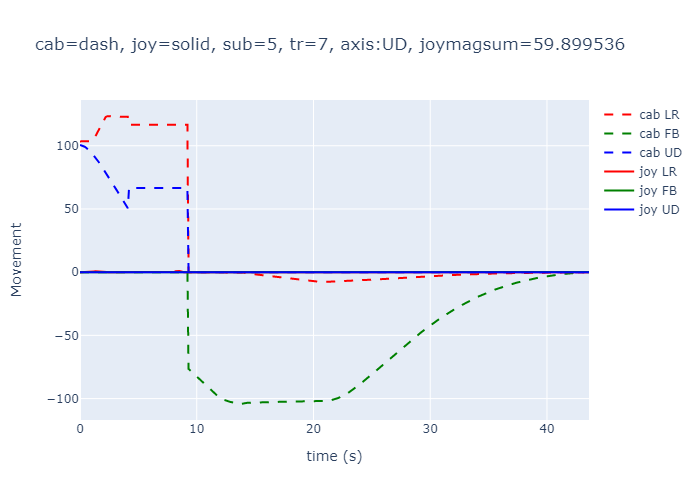 cab=dash, joy=solid, sub=5, tr=7, axis:UD, joymagsum=59.899536
cab LR
cab FB
cab UD
joy LR
joy FB
joy UD
100
50
0
−50
−100
Movement
0 10 20 30 40
time (s)